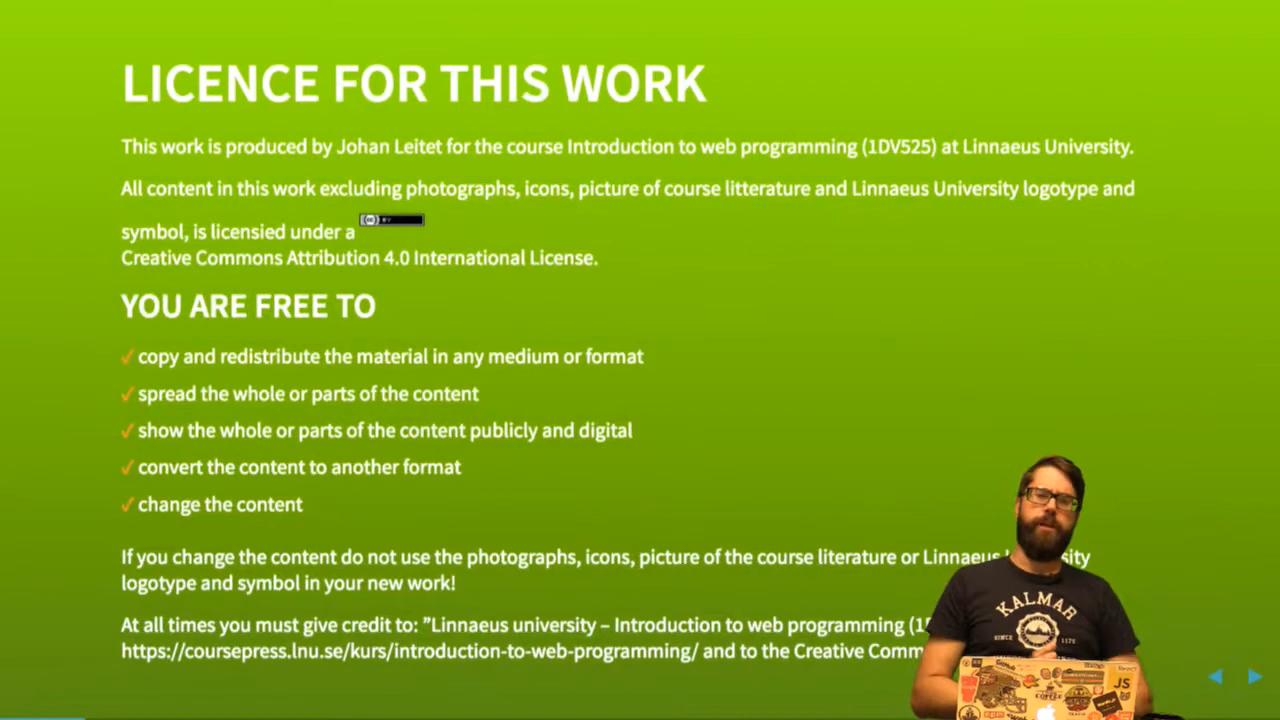 LICENCE FOR THIS WORK
This work is produced by Johan Leitet for the course Introduction to web programming (1DV525) at Linnaeus University.
All content in this work excluding photographs, icons, picture of course litterature and Linnaeus University logotype and
symbol, is licensied under a
Creative Commons Attribution 4.0 International License.
YOU ARE FREE TO
✓ copy and redistribute the material in any medium or format
✓ spread the whole or parts of the content
✓ show the whole or parts of the content publicly and digital
✓ convert the content to another format
✓ change the content
If you change the content do not use the photographs, icons, picture of the course literature or Linnaeus
logotype and symbol in your new work!
At all times you must give credit to: ”Linnaeus university – Introduction to web programming
https://coursepress.lnu.se/kurs/introduction-to-web-programming/ and to the Creative
KALMAR
SINCE
JS